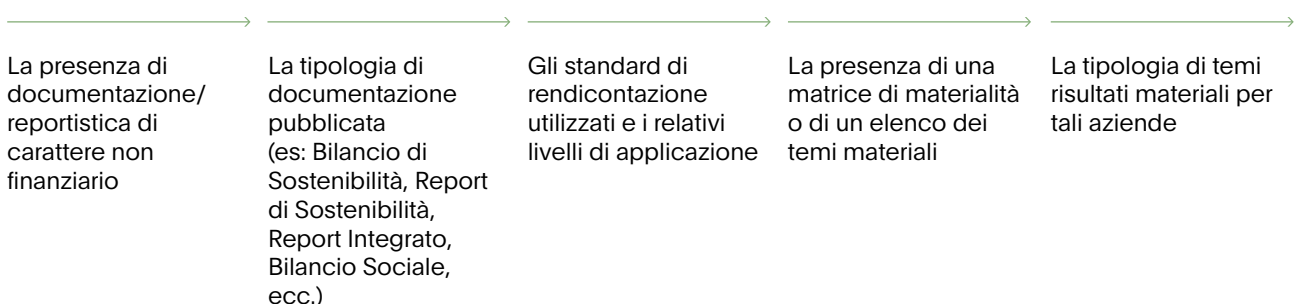 La presenza di
documentazione/
reportistica di
carattere non
finanziario
La tipologia di
documentazione
pubblicata
(es: Bilancio di
Sostenibilità, Report
di Sostenibilità,
Report Integrato,
Bilancio Sociale,
ecc.)
Gli standard di
rendicontazione
utilizzati e i relativi
livelli di applicazione
La presenza di una
matrice di materialità
o di un elenco dei
temi materiali
La tipologia di temi
risultati materiali per
tali aziende